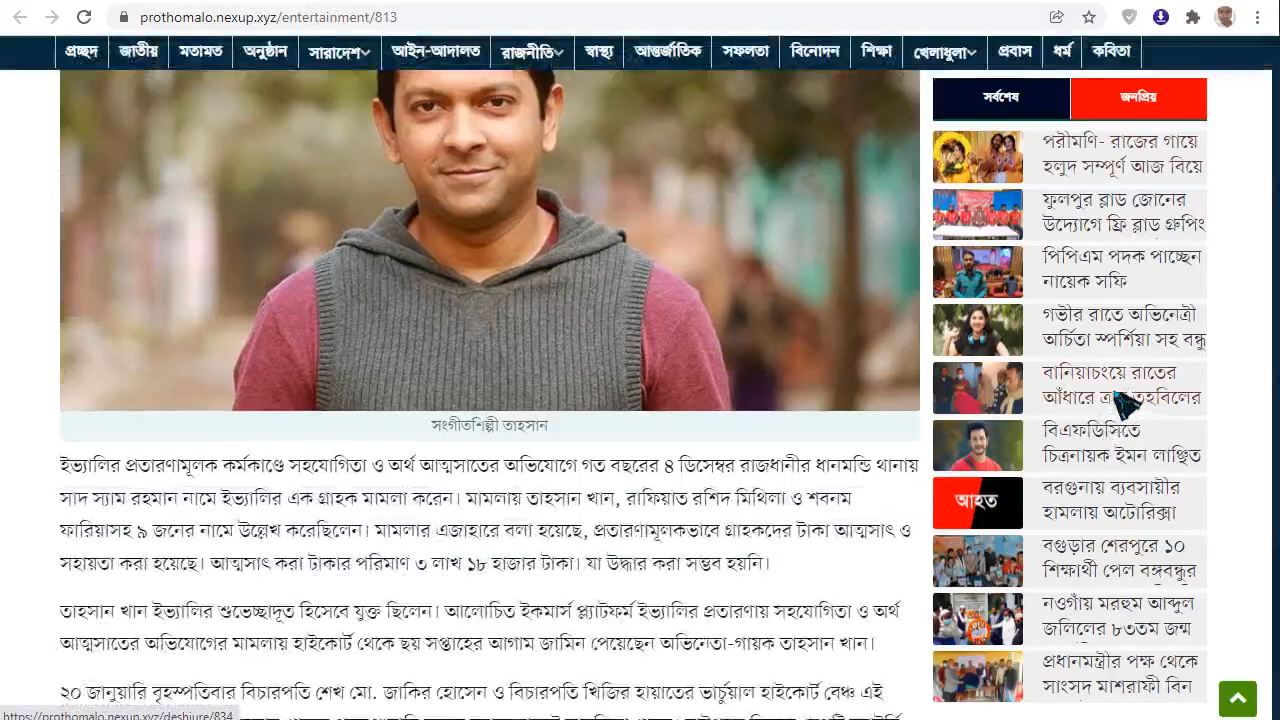 prothomalo.nexup.xyz/entertainment/813
প্রচ্ছদ জাতীয় মতামত অনুষ্ঠান সারাদেশ আইন-আদালত রাজনীতি স্বাস্থ্য আন্তর্জাতিক সফলতা বিনোদন শিক্ষা খেলাধুলা প্রবাস ধর্ম কবিতা
সংগীতশিল্পী তাহসান
ইভ্যালির প্রতারণামূলক কর্মকাণ্ডে সহযোগিতা ও অর্থ আত্মসাতের অভিযোগে গত বছরের ৪ ডিসেম্বর রাজধানীর ধানমন্ডি থানায়
সাদ স্যাম রহমান নামে ইভ্যালির এক গ্রাহক মামলা করেন। মামলায় তাহসান খান, রাফিয়াত রশিদ মিথিলা ও শবনম
ফারিয়াসহ ৯ জনের নামে উল্লেখ করেছিলেন। মামলার এজাহারে বলা হয়েছে, প্রতারণামূলকভাবে গ্রাহকদের টাকা আত্মসাৎ ও
সহায়তা করা হয়েছে। আত্মসাৎ করা টাকার পরিমাণ ৩ লাখ ১৮ হাজার টাকা। যা উদ্ধার করা সম্ভব হয়নি।
তাহসান খান ইভ্যালির শুভেচ্ছাদূত হিসেবে যুক্ত ছিলেন। আলোচিত ইকমার্স প্ল্যাটফর্ম ইভ্যালির প্রতারণায় সহযোগিতা ও অর্থ
আত্মসাতের অভিযোগের মামলায় হাইকোর্ট থেকে ছয় সপ্তাহের আগাম জামিন পেয়েছেন অভিনেতা-গায়ক তাহসান খান।
২০ জানুয়ারি বৃহস্পতিবার বিচারপতি শেখ মো. জাকির হোসেন ও বিচারপতি খিজির হায়াতের ভার্চুয়াল হাইকোর্ট বেঞ্চ এই
https://prothomalo.nexup.xyz/deshjure/834
সর্বশেষ জনপ্রিয়
পরীমণি- রাজের গায়ে
হলুদ সম্পূর্ণ আজ বিয়ে
ফুলপুর ব্লাড জোনের
উদ্যোগে ফ্রি ব্লাড গ্রুপিং
পিপিএম পদক পাচ্ছেন
নায়েক সফি
গভীর রাতে অভিনেত্রী
অর্চিতা স্পর্শিয়া সহ বন্ধু
বানিয়াচংয়ে রাতের
আঁধারে তহবিলের
বিএফডিসিতে
চিত্রনায়ক ইমন লাঞ্ছিত
আহত
বরগুনায় ব্যবসায়ীর
হামলায় অটোরিক্সা
বগুড়ার শেরপুরে ১০
শিক্ষার্থী পেল বঙ্গবন্ধুর
নওগাঁয় মরহুম আব্দুল
জলিলের ৮৩তম জন্ম
প্রধানমন্ত্রীর পক্ষ থেকে
সাংসদ মাশরাফী বিন